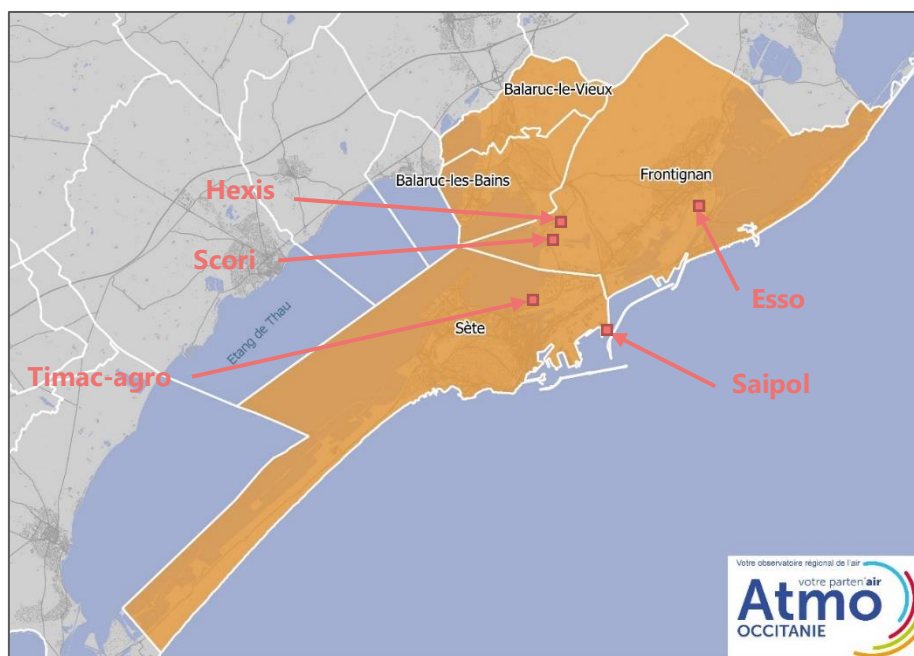 Balaruc-le-Vieux
Balaruc-les-Bains
Frontignan
Hexis
Scori
Esso
Etang de Thau
Sète
Timac-agro
Saipol
Votre observatoire régional de l'air
votre parten'air
Atmo
OCCITANIE